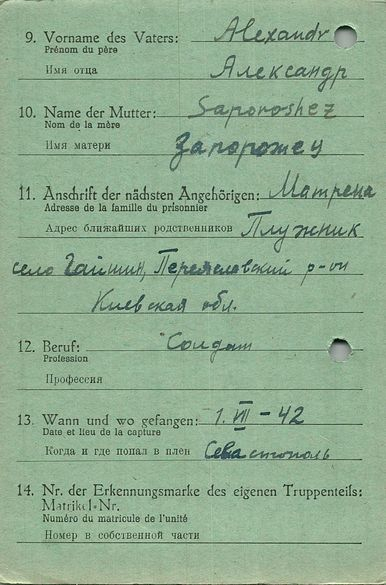 9. Vorname des Vaters: Alexandr
Prénom du père
Имя отца Александр
10. Name der Mutter: Saporoshez
Nom de la mère
Имя матери Запорожец
11. Anschrift der nächsten Angehörigen: Матрена
Adresse de la famille du prisonnier
Адрес ближайших родственников Плужник
село Гайшин, Переясловский р-он
Киевская обл.
12. Beruf: Солдат
Profession
Профессия
13. Wann und wo gefangen: 1. VII - 42
Date et lieu de la capture
Когда и где попал в плен Севастополь
14. Nr. der Erkennungsmarke des eigenen Truppenteils:
Matrikel-Nr.
Numéro du matricule de l'unité
Номер в собственной части